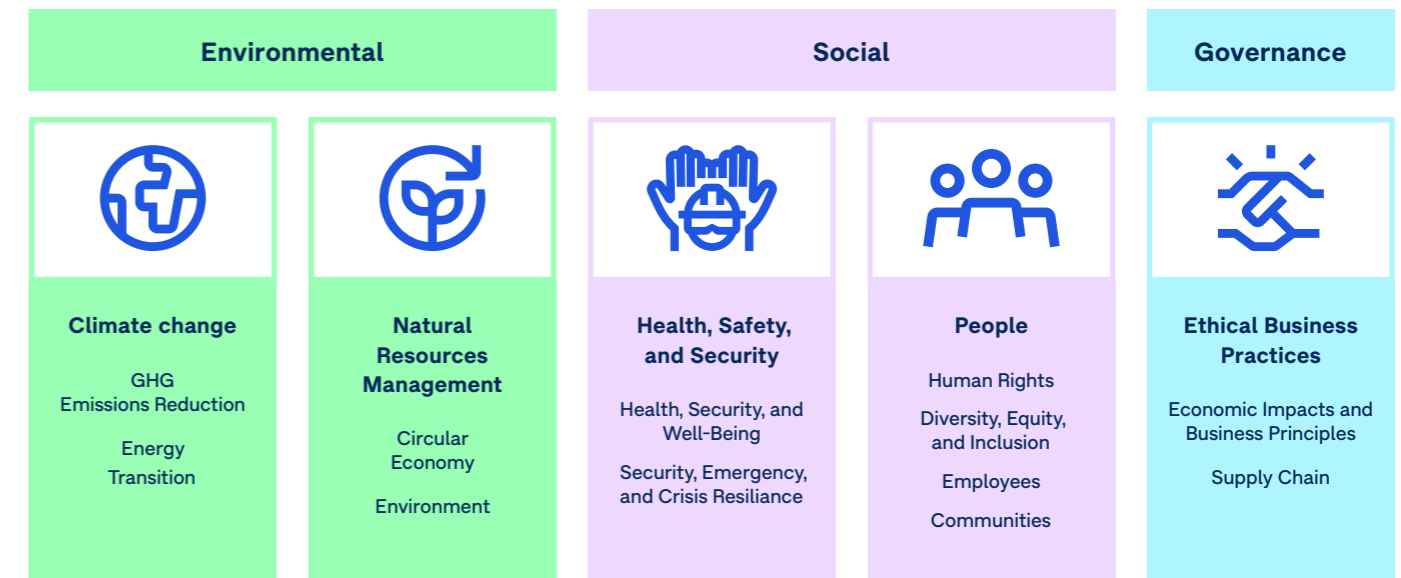 Environmental
Social
Governance
Climate change
GHG
Emissions Reduction
Energy
Transition
Natural
Resources
Management
Circular
Economy
Environment
Health, Safety,
and Security
Health, Security, and
Well-Being
Security, Emergency,
and Crisis Resiliance
People
Human Rights
Diversity, Equity,
and Inclusion
Employees
Communities
Ethical Business
Practices
Economic Impacts and
Business Principles
Supply Chain